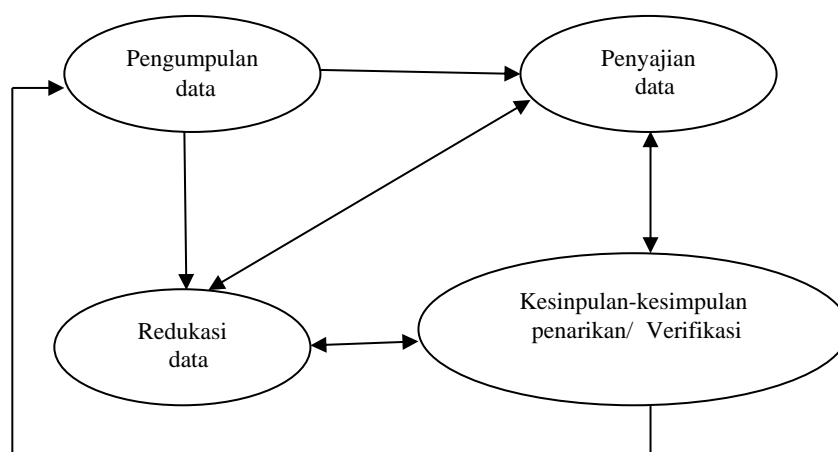 Pengumpulan
data
Penyajian
data
Redukasi
data
Kesinpulan-kesimpulan
penarikan/ Verifikasi